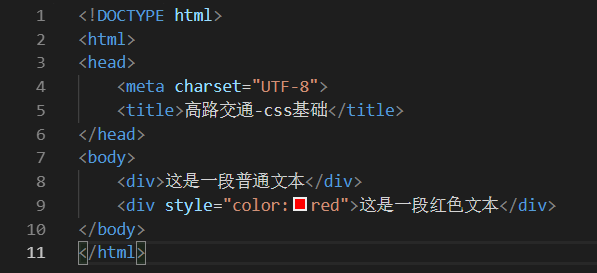 1 <!DOCTYPE html>
2 <html>
3 <head>
4     <meta charset="UTF-8">
5     <title>高路交通-css基础</title>
6 </head>
7 <body>
8     <div>这是一段普通文本</div>
9     <div style="color:red">这是一段红色文本</div>
10 </body>
11 </html>